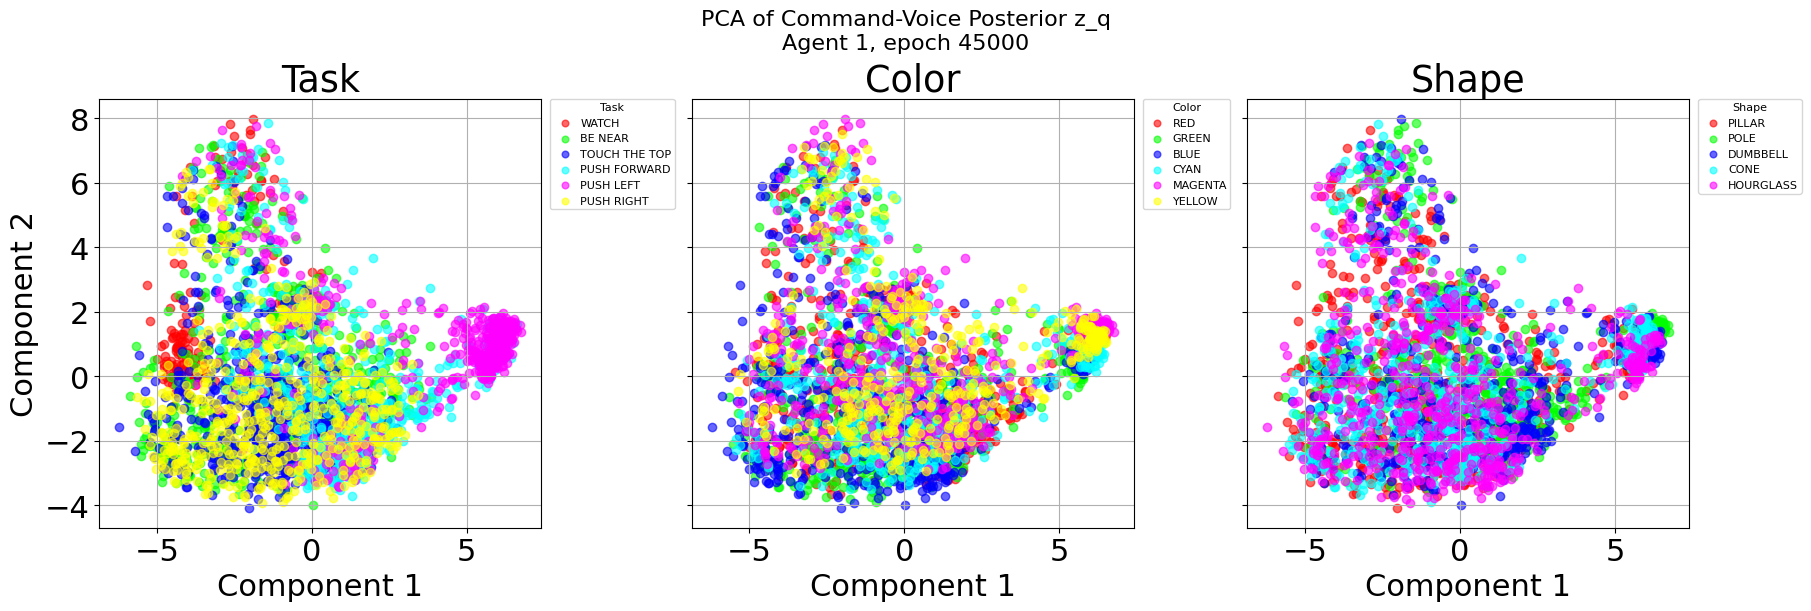 PCA of Command-Voice Posterior z_q
Agent 1, epoch 45000
Task
Component 2
8
6
4
2
0
−2
−4
−5
0
5
Component 1
Task
WATCH
BE NEAR
TOUCH THE TOP
PUSH FORWARD
PUSH LEFT
PUSH RIGHT
Color
−5
0
5
Component 1
Color
RED
GREEN
BLUE
CYAN
MAGENTA
YELLOW
Shape
−5
0
5
Component 1
Shape
PILLAR
POLE
DUMBBELL
CONE
HOURGLASS